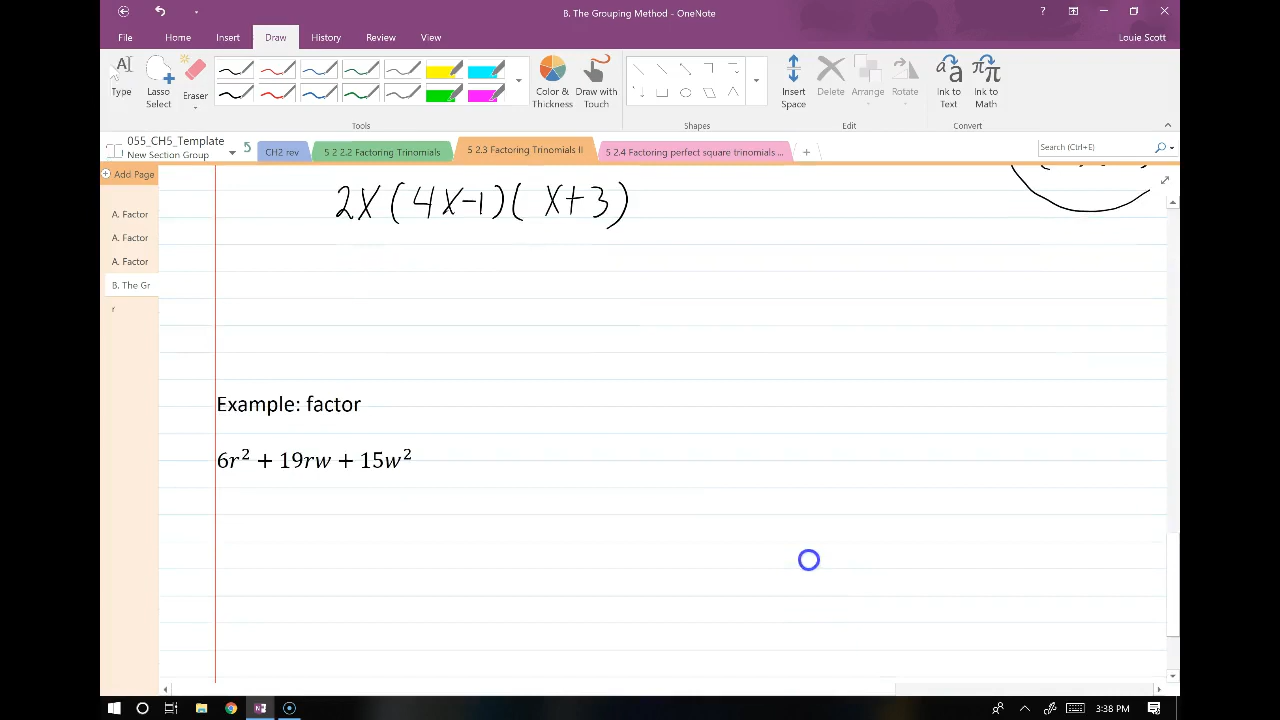 B. The Grouping Method - OneNote
?
File Home Insert Draw History Review View Louie Scott
Type
Lasso Select
Eraser
Color & Thickness
Draw with Touch
Insert Space
Delete
Arrange
Rotate
Ink to Text
Ink to Math
Tools Shapes Edit Convert
055_CH5_Template
New Section Group
CH2 rev
5 2 2.2 Factoring Trinomials
5 2.3 Factoring Trinomials II
5 2.4 Factoring perfect square trinomials ...
Search (Ctrl+E)
Add Page
A. Factor
A. Factor
A. Factor
B. The Gr
r
2X(4X-1)(X+3)
Example: factor
6r² + 19rw + 15w²
3:38 PM